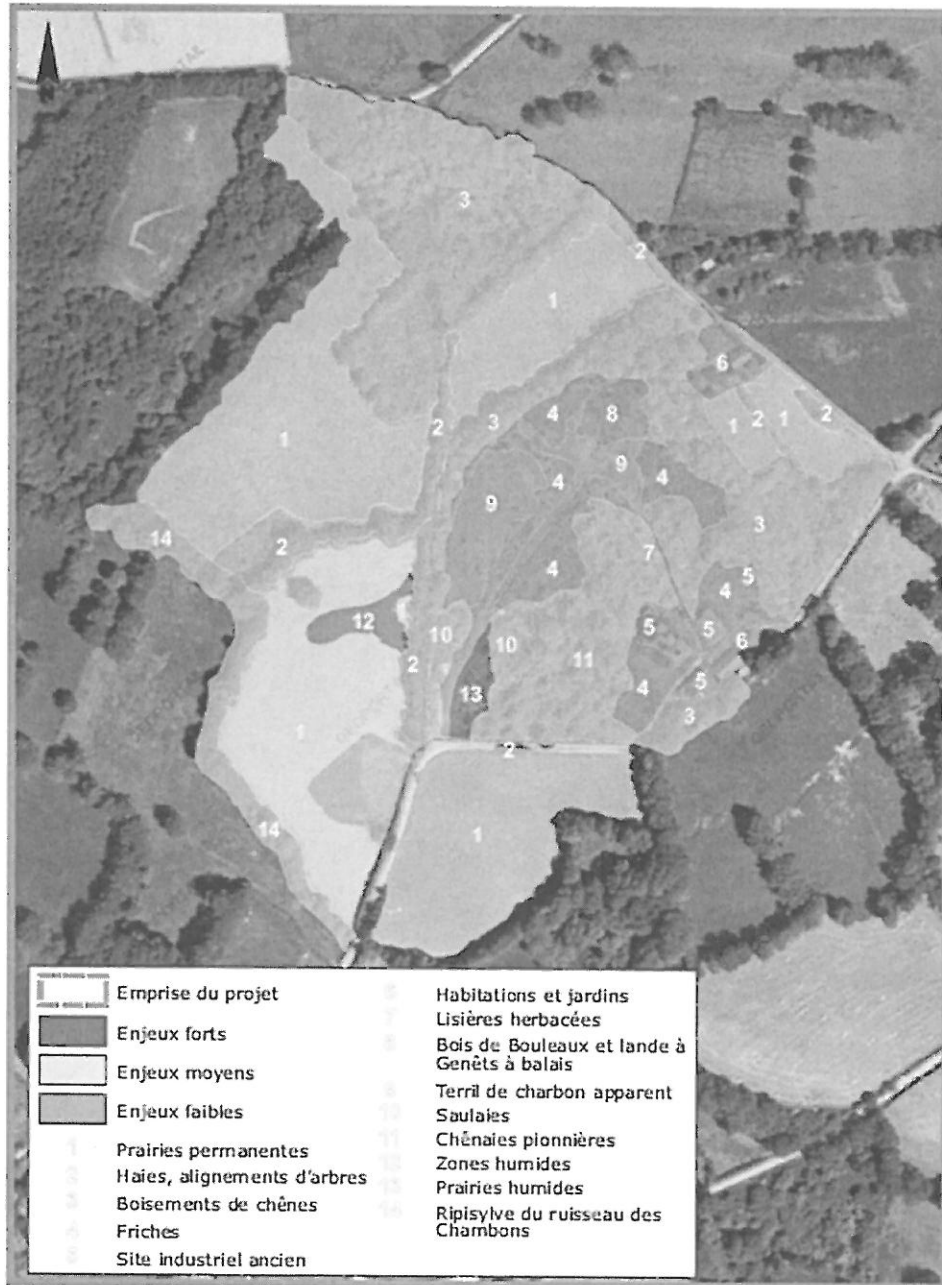 3
2
1
6
4
8
2
3
1
2
1
2
9
4
1
4
9
3
14
2
7
4
5
4
12
10
10
5
5
6
2
11
5
13
4
3
1
2
14
1
Emprise du projet
Enjeux forts
Enjeux moyens
Enjeux faibles
1 Prairies permanentes
Haies, alignements d'arbres
3 Boisements de chênes
Friches
Site industriel ancien
Habitations et jardins
Lisières herbacées
Bois de Bouleaux et lande à
Genêts à balais
Terril de charbon apparent
10 Saulaies
11 Chênaies pionnières
Zones humides
Prairies humides
Ripisylve du ruisseau des
Chambons